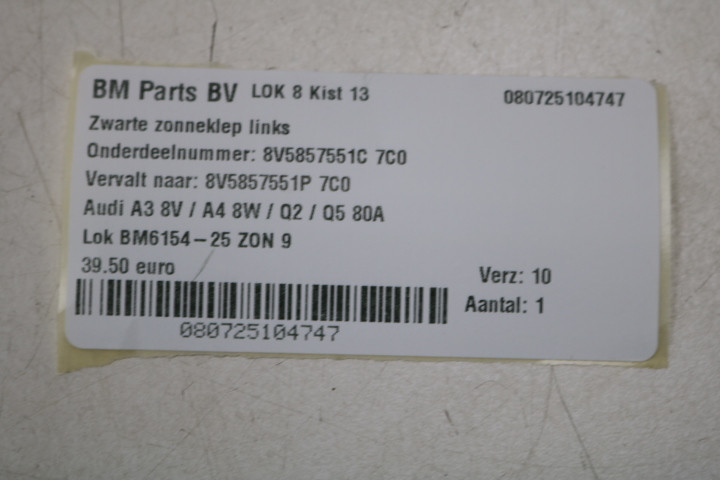 BM Parts BV LOK 8 Kist 13 080725104747
Zwarte zonneklep links
Onderdeelnummer: 8V5857551C 7C0
Vervalt naar: 8V5857551P 7C0
Audi A3 8V / A4 8W / Q2 / Q5 80A
Lok BM6154-25 ZON 9
39.50 euro Verz: 10
Aantal: 1
080725104747